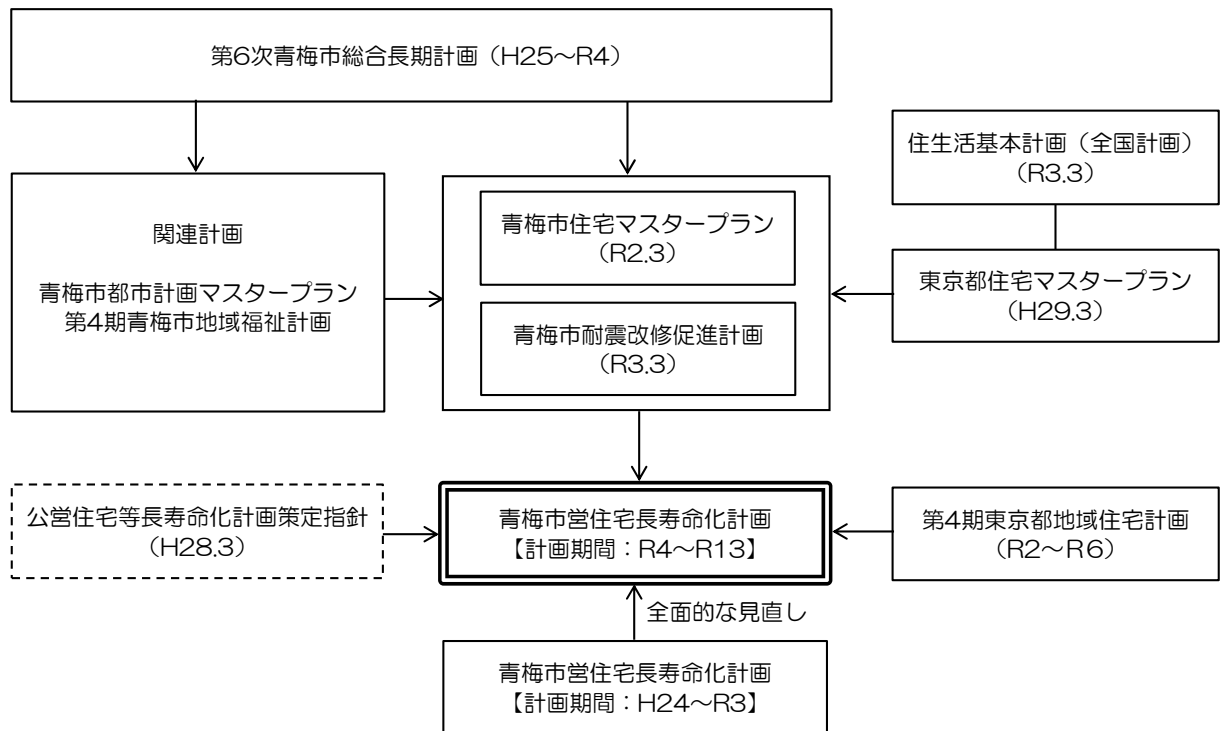 第6次青梅市総合長期計画（H25～R4）
住生活基本計画（全国計画）
（R3.3）
関連計画
青梅市都市計画マスタープラン
第4期青梅市地域福祉計画
青梅市住宅マスタープラン
（R2.3）
青梅市耐震改修促進計画
（R3.3）
東京都住宅マスタープラン
（H29.3）
公営住宅等長寿命化計画策定指針
（H28.3）
青梅市営住宅長寿命化計画
【計画期間：R4～R13】
第4期東京都地域住宅計画
（R2～R6）
全面的な見直し
青梅市営住宅長寿命化計画
【計画期間：H24～R3】